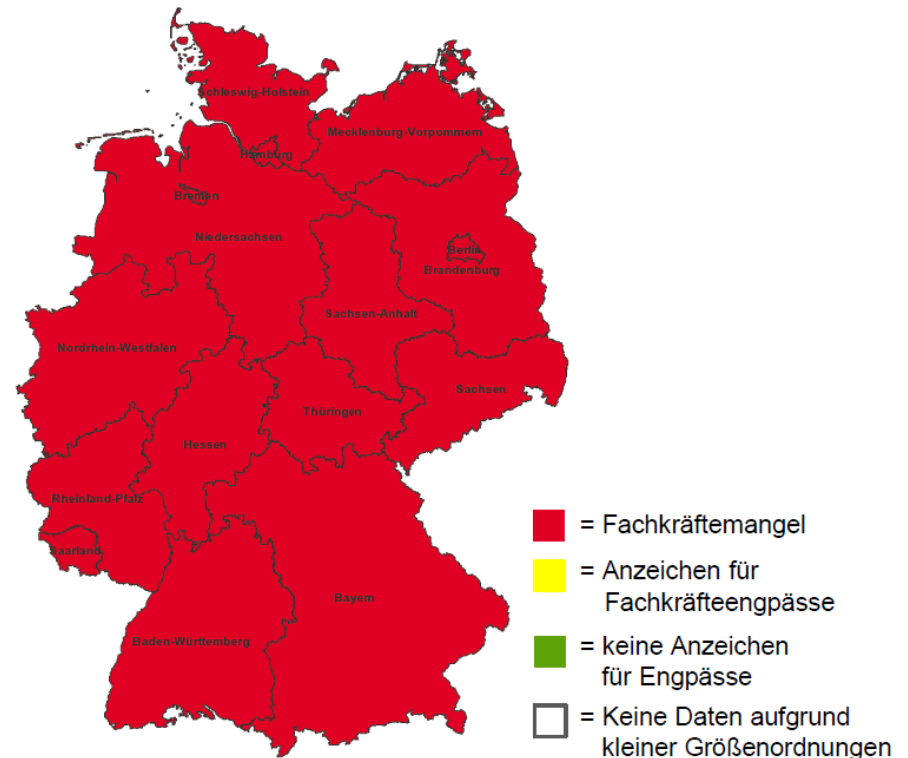 Schleswig-Holstein
Mecklenburg-Vorpommern
Hamburg
Bremen
Niedersachsen
Berlin
Brandenburg
Sachsen-Anhalt
Nordrhein-Westfalen
Sachsen
Thüringen
Hessen
Rheinland-Pfalz
Saarland
Bayern
Baden-Württemberg
= Fachkräftemangel
= Anzeichen für
Fachkräfteengpässe
= keine Anzeichen
für Engpässe
= Keine Daten aufgrund
kleiner Größenordnungen